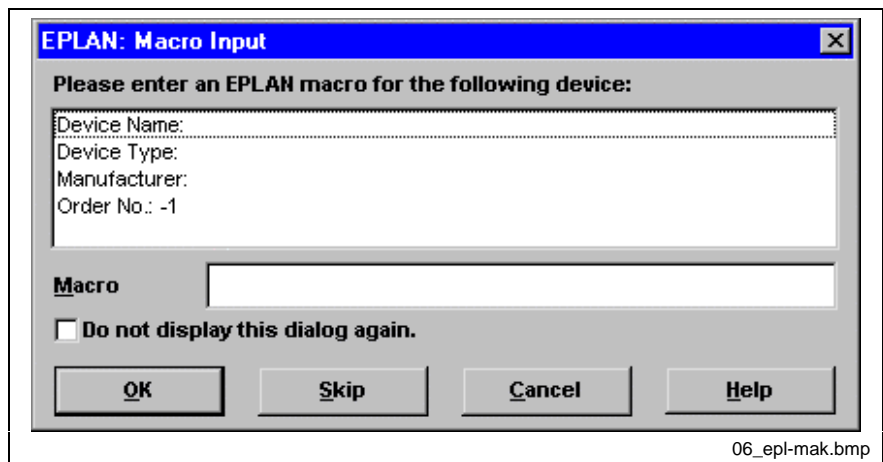 EPLAN: Macro Input
Please enter an EPLAN macro for the following device:
Device Name:
Device Type:
Manufacturer:
Order No.: -1
Macro
Do not display this dialog again.
OK Skip Cancel Help
06_epl-mak.bmp